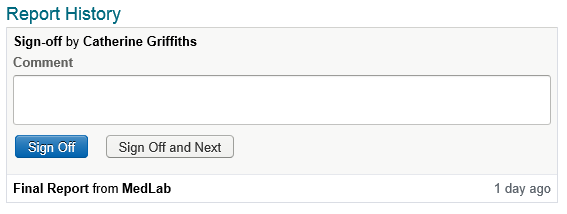 Report History
Sign-off by Catherine Griffiths
Comment
Sign Off
Sign Off and Next
Final Report from MedLab
1 day ago